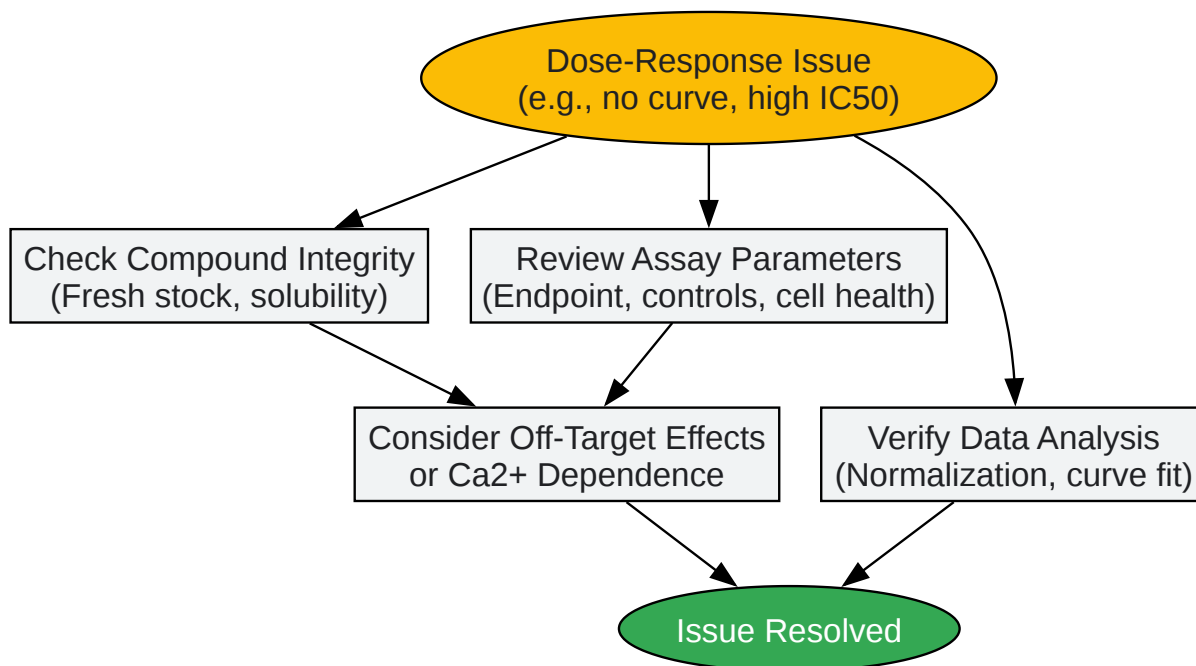 Dose-Response Issue
(e.g., no curve, high IC50)
Check Compound Integrity
(Fresh stock, solubility)
Review Assay Parameters
(Endpoint, controls, cell health)
Consider Off-Target Effects
or Ca2+ Dependence
Verify Data Analysis
(Normalization, curve fit)
Issue Resolved